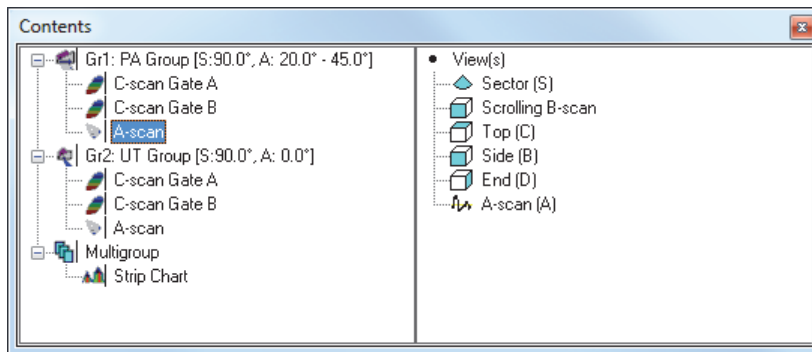 Contents
Gr1: PA Group [S:90.0°, A: 20.0° - 45.0°]
C-scan Gate A
C-scan Gate B
A-scan
Gr2: UT Group [S:90.0°, A: 0.0°]
C-scan Gate A
C-scan Gate B
A-scan
Multigroup
Strip Chart
View(s)
Sector (S)
Scrolling B-scan
Top (C)
Side (B)
End (D)
A-scan (A)